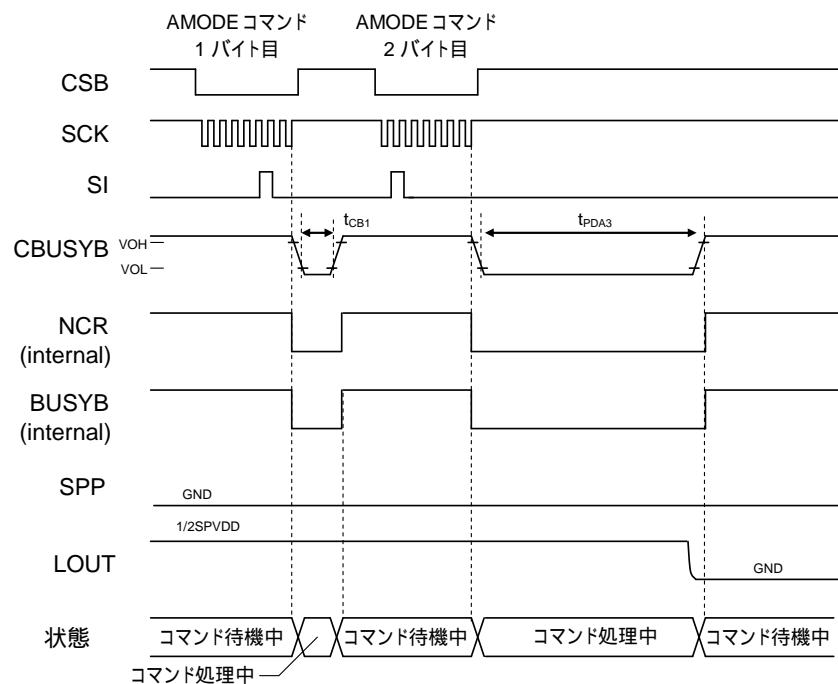 AMODE コマンド
1 バイト目
AMODE コマンド
2 バイト目
CSB
SCK
SI
tCB1
tPDA3
CBUSYB
VOH
VOL
NCR
(internal)
BUSYB
(internal)
SPP
GND
1/2SPVDD
LOUT
GND
状態
コマンド待機中
コマンド待機中
コマンド処理中
コマンド待機中
コマンド処理中